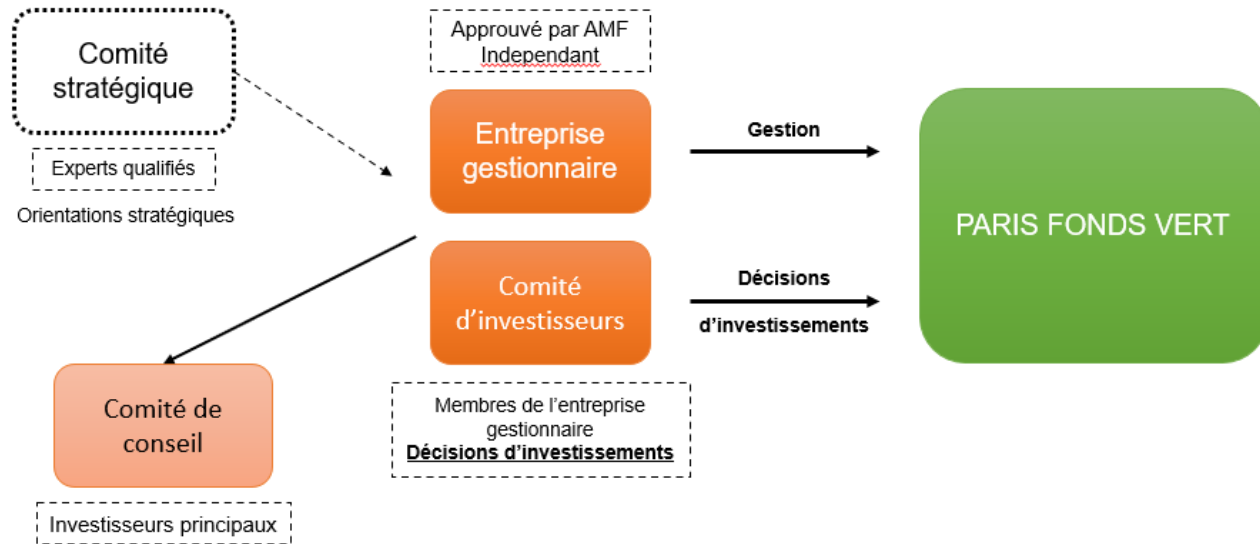 Comité
stratégique
Experts qualifiés
Orientations stratégiques
Approuvé par AMF
Independant
Entreprise
gestionnaire
Gestion
PARIS FONDS VERT
Comité
d’investisseurs
Décisions
d’investissements
Membres de l’entreprise
gestionnaire
Décisions d’investissements
Comité de
conseil
Investisseurs principaux